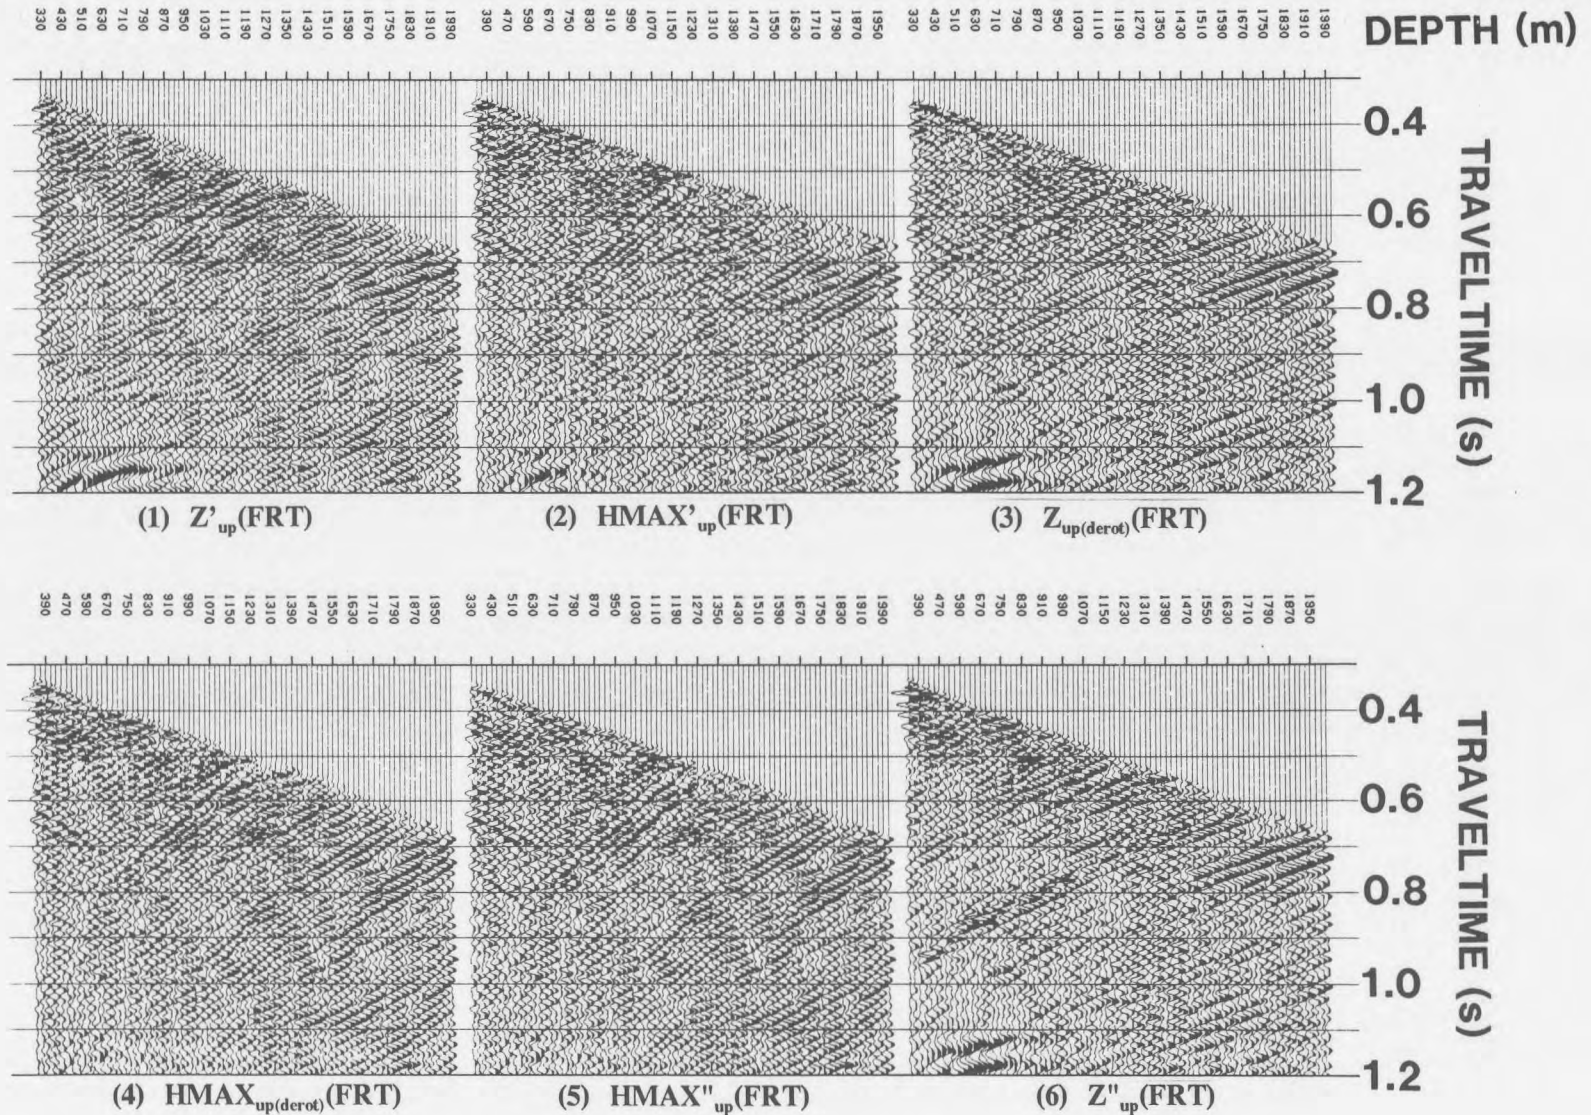 330 430 510 630 710 790 870 950 1030 1110 1190 1270 1350 1430 1510 1590 1670 1750 1830 1910 1990
390 470 590 670 750 830 910 990 1070 1150 1230 1310 1390 1470 1550 1630 1710 1790 1870 1950
330 430 510 630 710 790 870 950 1030 1110 1190 1270 1350 1430 1510 1590 1670 1750 1830 1910 1990
DEPTH (m)
0.4
0.6
0.8
1.0
1.2
TRAVELTIME (s)
(1) Z’up(FRT)
(2) HMAX’up(FRT)
(3) Zup(derot)(FRT)
390 470 590 670 750 830 910 990 1070 1150 1230 1310 1390 1470 1550 1630 1710 1790 1870 1950
330 430 510 630 710 790 870 950 1030 1110 1190 1270 1350 1430 1510 1590 1670 1750 1830 1910 1990
390 470 590 670 750 830 910 990 1070 1150 1230 1310 1390 1470 1550 1630 1710 1790 1870 1950
0.4
0.6
0.8
1.0
1.2
TRAVELTIME (s)
(4) HMAXup(derot)(FRT)
(5) HMAX"up(FRT)
(6) Z"up(FRT)